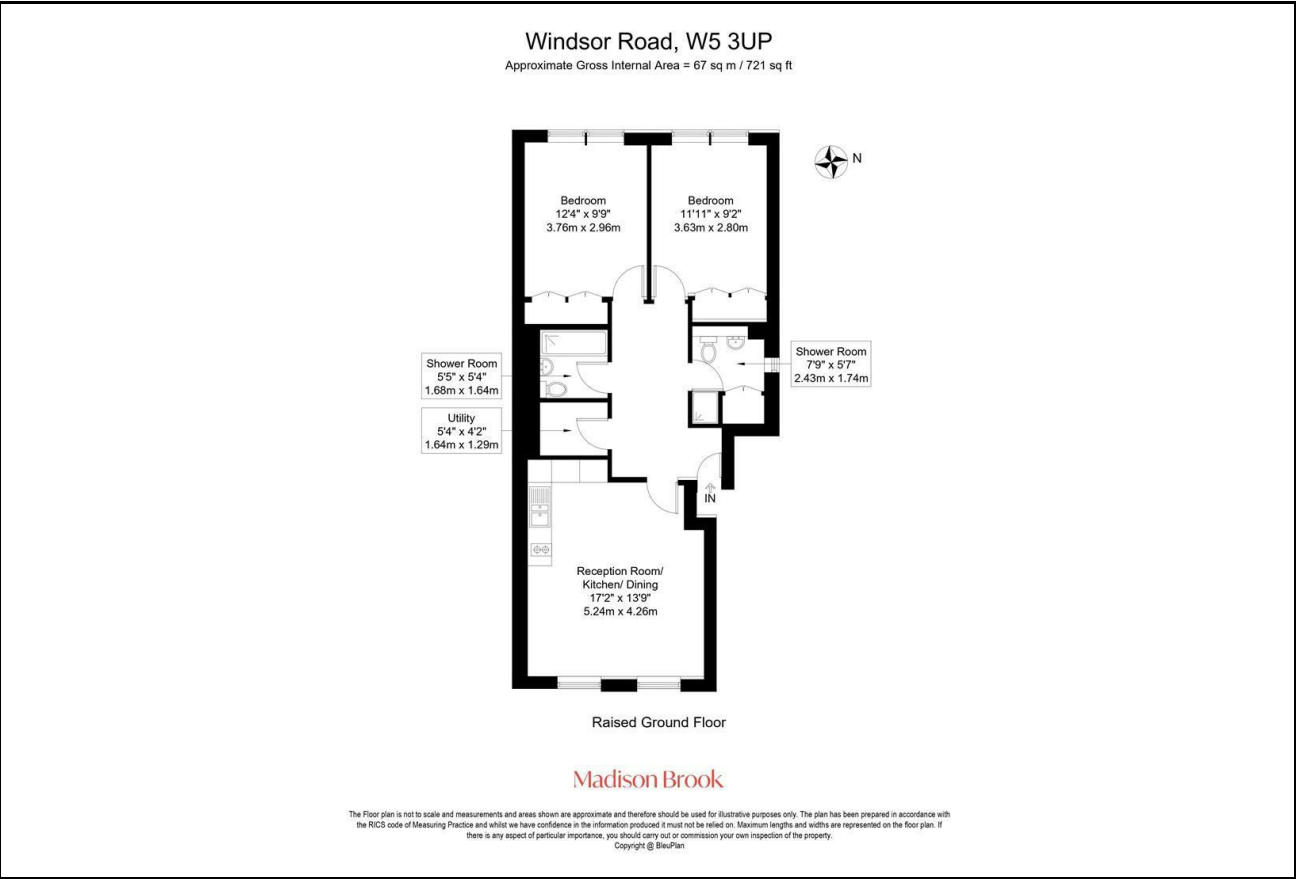 Windsor Road, W5 3UP
Approximate Gross Internal Area = 67 sq m / 721 sq ft
N
Bedroom
12'4" x 9'9"
3.76m x 2.96m
Bedroom
11'11" x 9'2"
3.63m x 2.80m
Shower Room
5'5" x 5'4"
1.68m x 1.64m
Shower Room
7'9" x 5'7"
2.43m x 1.74m
Utility
5'4" x 4'2"
1.64m x 1.29m
IN
Reception Room/
Kitchen/ Dining
17'2" x 13'9"
5.24m x 4.26m
Raised Ground Floor
Madison Brook
The Floor plan is not to scale and measurements and areas shown are approximate and therefore should be used for illustrative purposes only. The plan has been prepared in accordance with
the RICS code of Measuring Practice and whilst we have confidence in the information produced it must not be relied on. Maximum lengths and widths are represented on the floor plan. If
there is any aspect of particular importance, you should carry out or commission your own inspection of the property.
Copyright @ BleuPlan